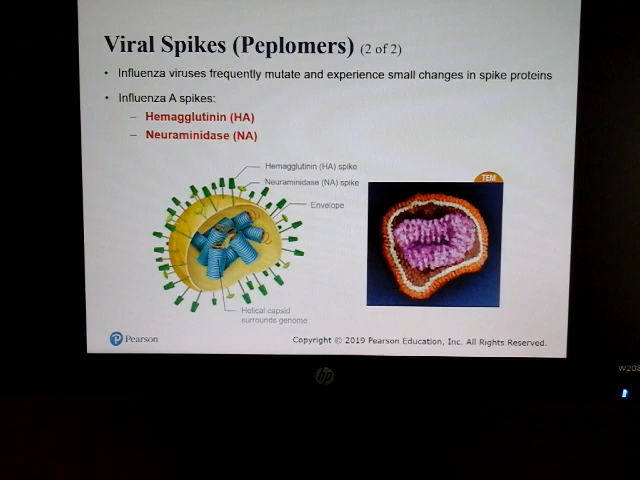 Viral Spikes (Peplomers) (2 of 2)
• Influenza viruses frequently mutate and experience small changes in spike proteins
• Influenza A spikes:
– Hemagglutinin (HA)
– Neuraminidase (NA)
Hemagglutinin (HA) spike
Neuraminidase (NA) spike
Envelope
TEM
Helical capsid
surrounds genome
P Pearson
Copyright © 2019 Pearson Education, Inc. All Rights Reserved.
hp